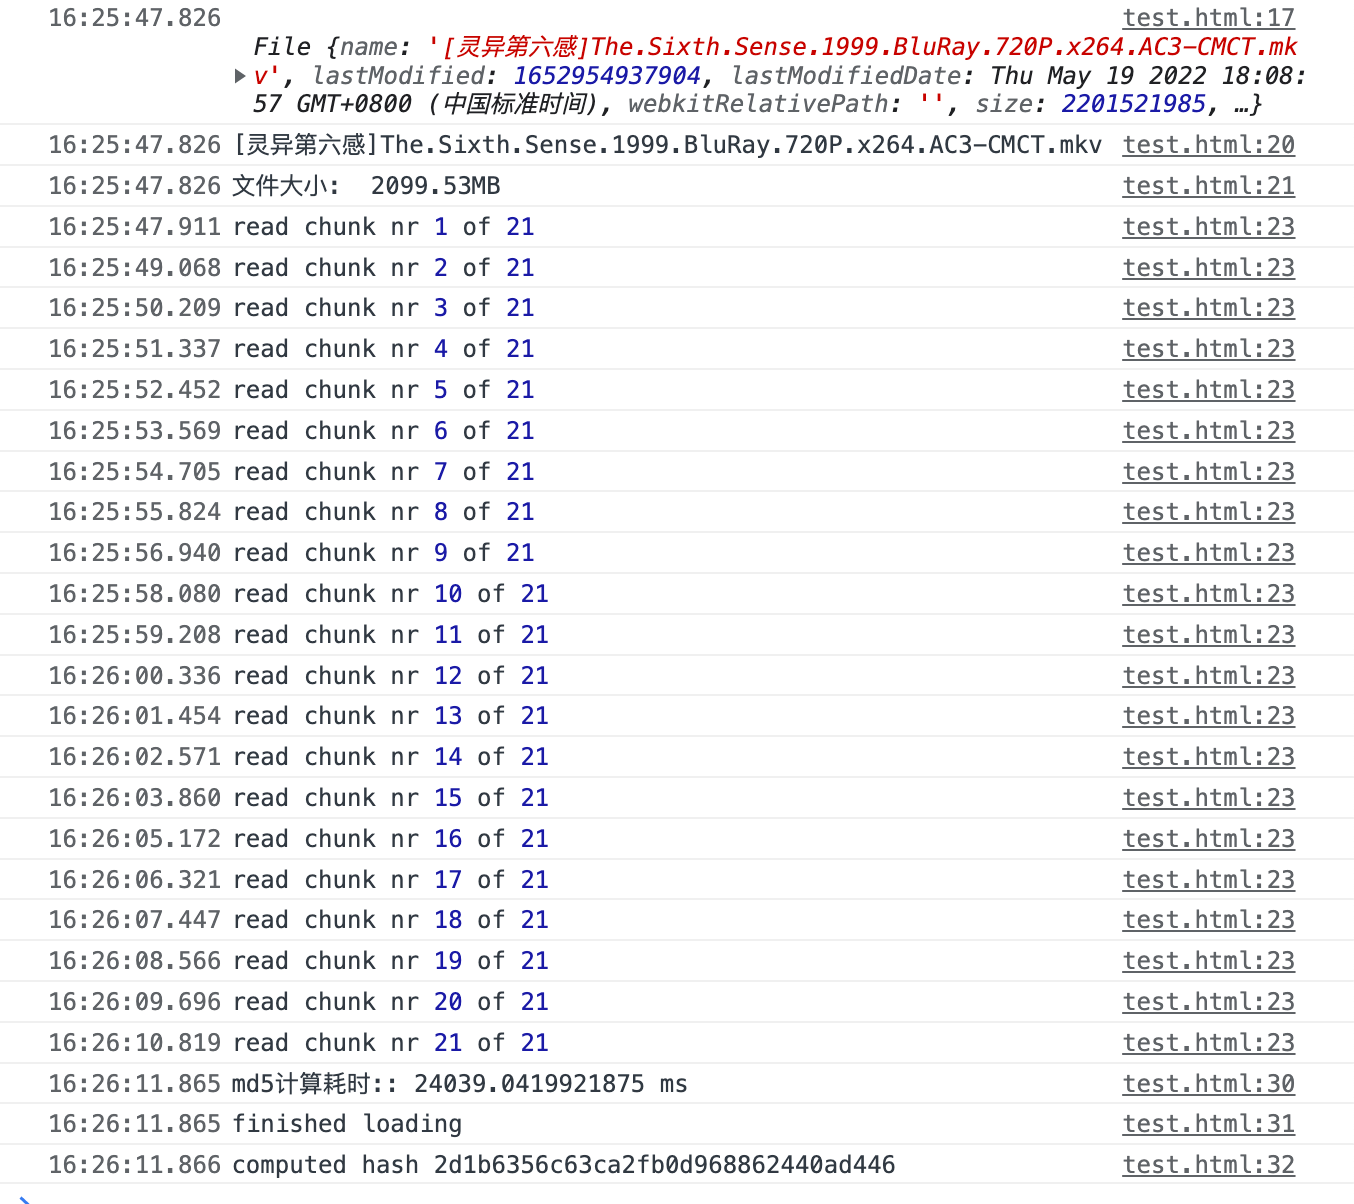 16:25:47.826 test.html:17
File {name: '[灵异第六感]The.Sixth.Sense.1999.BluRay.720P.x264.AC3-CMCT.mk
v', lastModified: 1652954937904, lastModifiedDate: Thu May 19 2022 18:08:
57 GMT+0800 (中国标准时间), webkitRelativePath: '', size: 2201521985, …}
16:25:47.826 [灵异第六感]The.Sixth.Sense.1999.BluRay.720P.x264.AC3-CMCT.mkv test.html:20
16:25:47.826 文件大小:  2099.53MB test.html:21
16:25:47.911 read chunk nr 1 of 21 test.html:23
16:25:49.068 read chunk nr 2 of 21 test.html:23
16:25:50.209 read chunk nr 3 of 21 test.html:23
16:25:51.337 read chunk nr 4 of 21 test.html:23
16:25:52.452 read chunk nr 5 of 21 test.html:23
16:25:53.569 read chunk nr 6 of 21 test.html:23
16:25:54.705 read chunk nr 7 of 21 test.html:23
16:25:55.824 read chunk nr 8 of 21 test.html:23
16:25:56.940 read chunk nr 9 of 21 test.html:23
16:25:58.080 read chunk nr 10 of 21 test.html:23
16:25:59.208 read chunk nr 11 of 21 test.html:23
16:26:00.336 read chunk nr 12 of 21 test.html:23
16:26:01.454 read chunk nr 13 of 21 test.html:23
16:26:02.571 read chunk nr 14 of 21 test.html:23
16:26:03.860 read chunk nr 15 of 21 test.html:23
16:26:05.172 read chunk nr 16 of 21 test.html:23
16:26:06.321 read chunk nr 17 of 21 test.html:23
16:26:07.447 read chunk nr 18 of 21 test.html:23
16:26:08.566 read chunk nr 19 of 21 test.html:23
16:26:09.696 read chunk nr 20 of 21 test.html:23
16:26:10.819 read chunk nr 21 of 21 test.html:23
16:26:11.865 md5计算耗时:: 24039.0419921875 ms test.html:30
16:26:11.865 finished loading test.html:31
16:26:11.866 computed hash 2d1b6356c63ca2fb0d968862440ad446 test.html:32